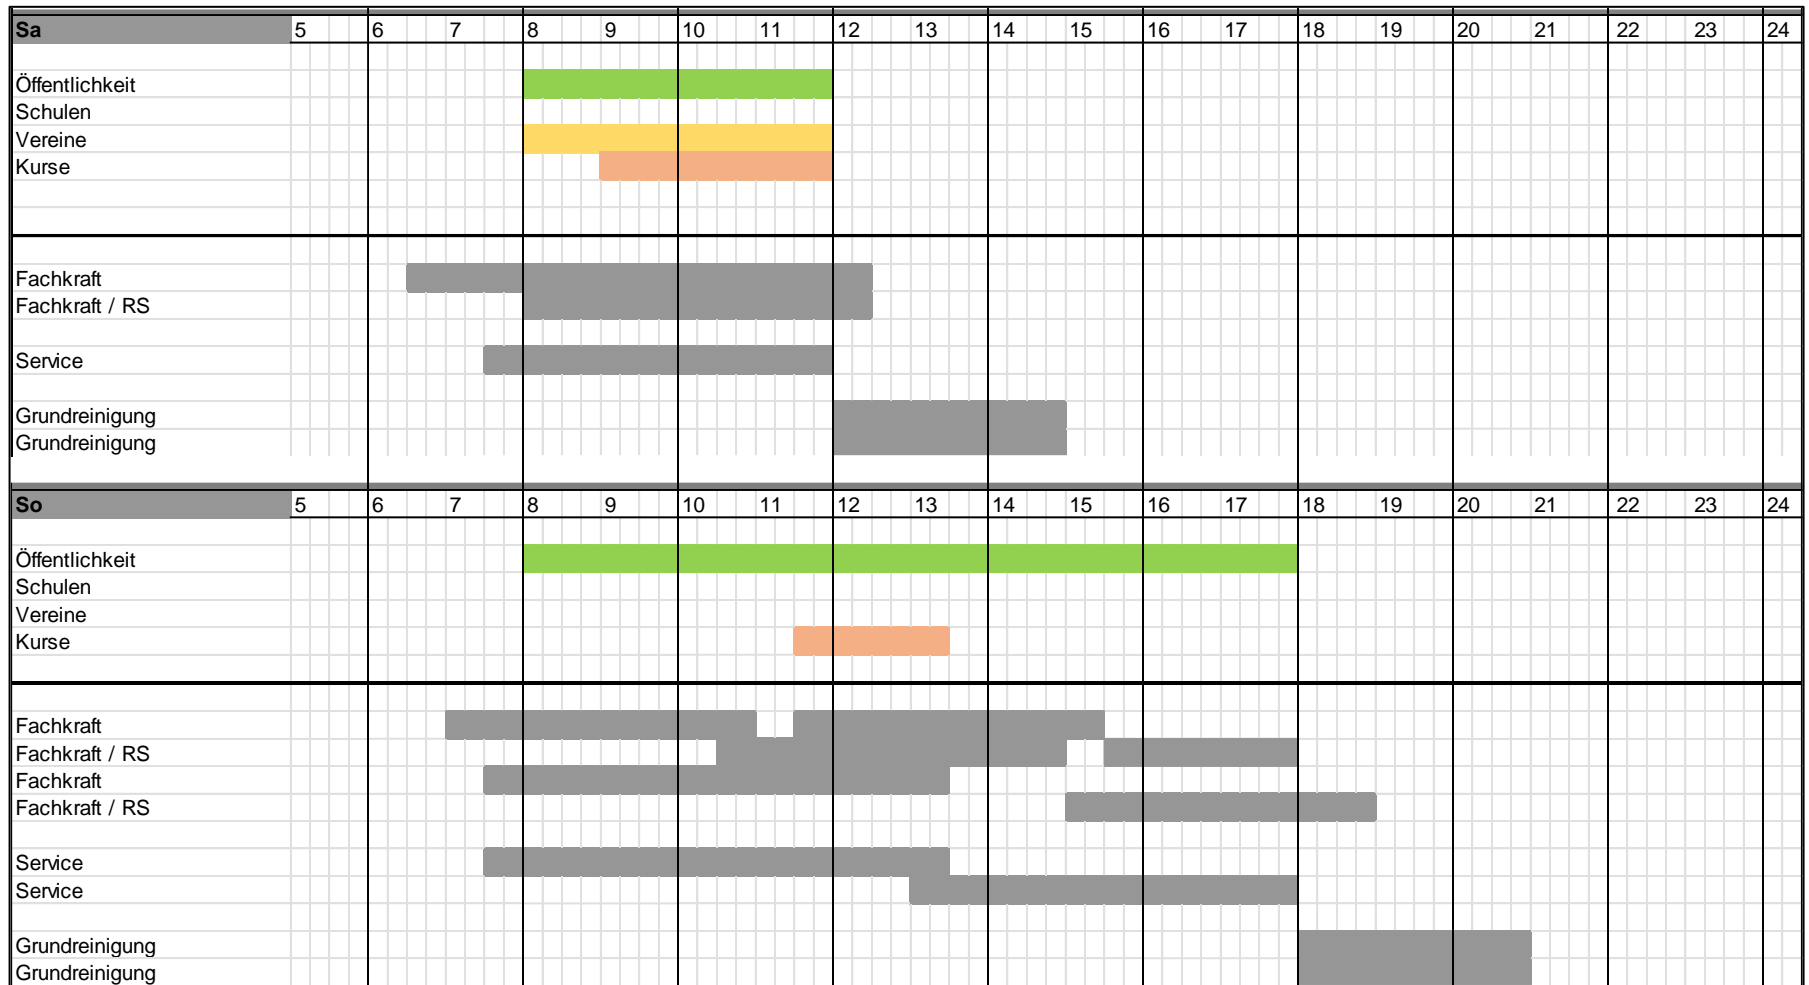 Sa 5 6 7 8 9 10 11 12 13 14 15 16 17 18 19 20 21 22 23 24
Öffentlichkeit
Schulen
Vereine
Kurse
Fachkraft
Fachkraft / RS
Service
Grundreinigung
Grundreinigung
So 5 6 7 8 9 10 11 12 13 14 15 16 17 18 19 20 21 22 23 24
Öffentlichkeit
Schulen
Vereine
Kurse
Fachkraft
Fachkraft / RS
Fachkraft
Fachkraft / RS
Service
Service
Grundreinigung
Grundreinigung